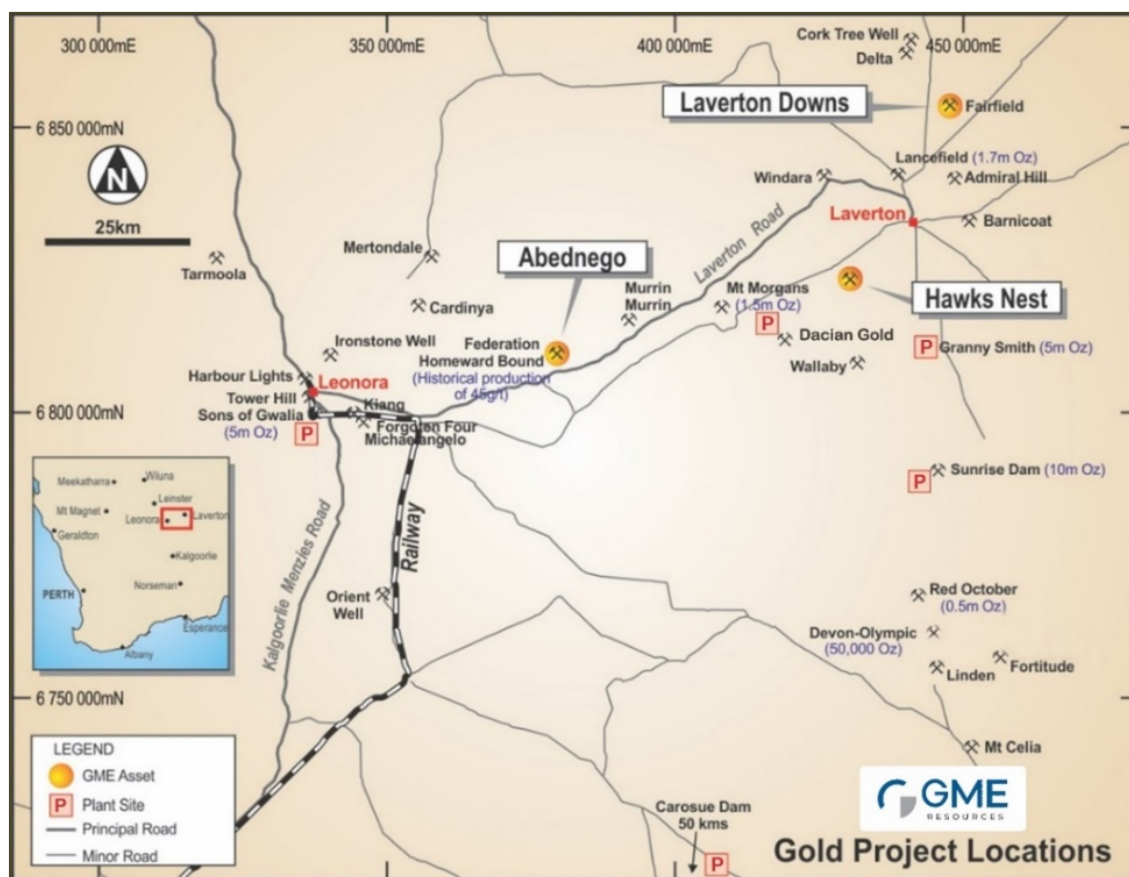 300 000mE
350 000mE
400 000mE
450 000mE
Cork Tree Well
Delta
Laverton Downs
Fairfield
6 850 000mN
N
25km
Lancefield (1.7m Oz)
Windara
Admiral Hill
Laverton
Barnicoat
Laverton Road
Mertondale
Tarmoola
Abednego
Hawks Nest
Cardinya
Murrin
Murrin
Mt Morgans
(1.5m Oz)
P
Dacian Gold
P
Granny Smith (5m Oz)
Wallaby
Ironstone Well
Federation
Homeward Bound
(Historical production
of 45g/t)
Harbour Lights
Leonora
Tower Hill
Sons of Gwalia
(5m Oz)
P
Kiang
Forgotten Four
Michaelangelo
6 800 000mN
P
Sunrise Dam (10m Oz)
Meekatharra
Wiluna
Leinster
Mt Magnet
Leonora
Laverton
Geraldton
Kalgoorlie
Norseman
PERTH
Esperance
Albany
Kalgoorlie Menzies Road
Railway
Orient
Well
Red October
(0.5m Oz)
Devon-Olympic
(50,000 Oz)
Linden
Fortitude
6 750 000mN
Mt Celia
LEGEND
GME Asset
P
Plant Site
Principal Road
Minor Road
Carosue Dam
50 kms
P
GME
RESOURCES
Gold Project Locations